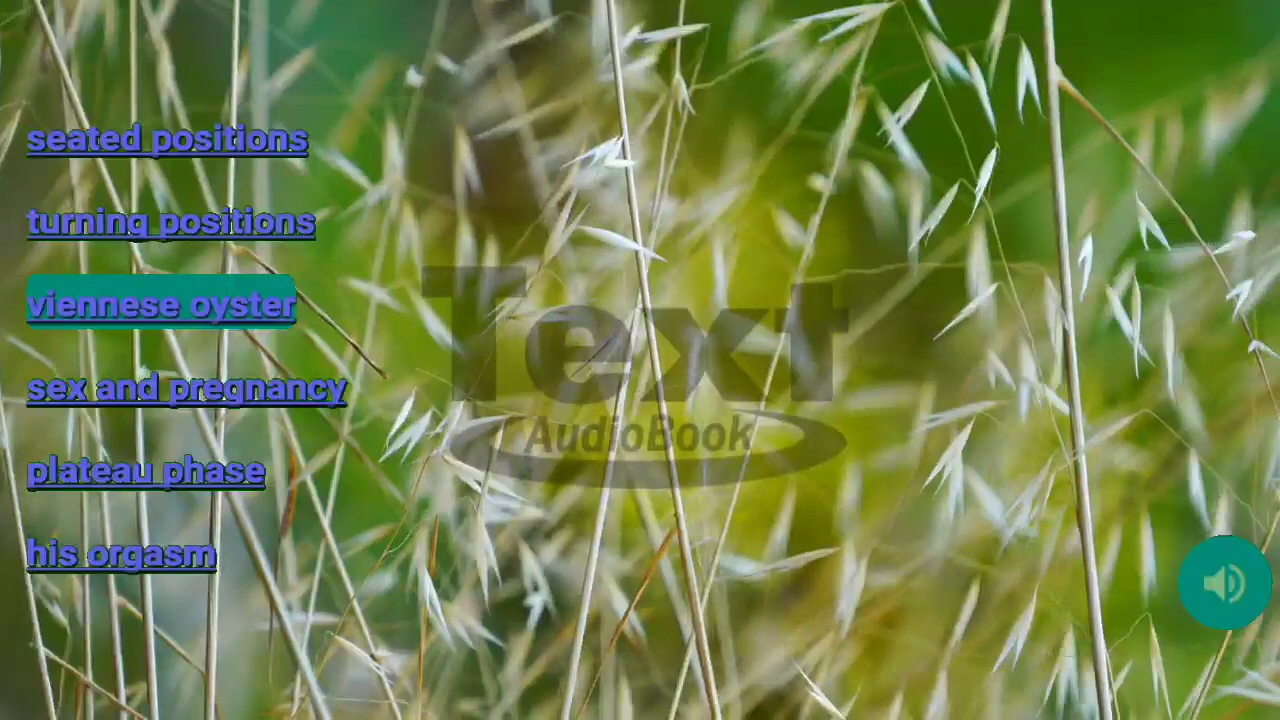 seated positions
turning positions
viennese oyster
sex and pregnancy
plateau phase
his orgasm
Text
AudioBook